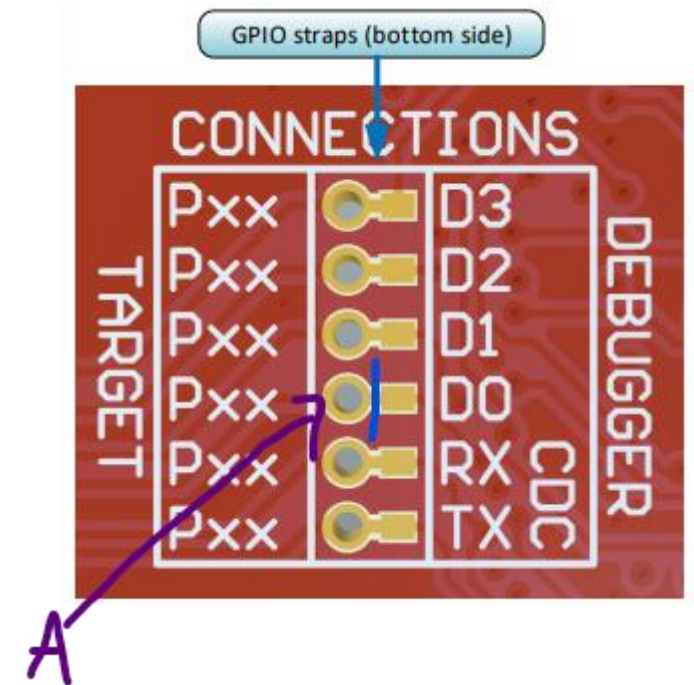 GPIO straps (bottom side)
CONNECTIONS
TARGET
Pxx D3
Pxx D2
Pxx D1
Pxx D0
Pxx RX
Pxx TX
CDC
DEBUGGER
A